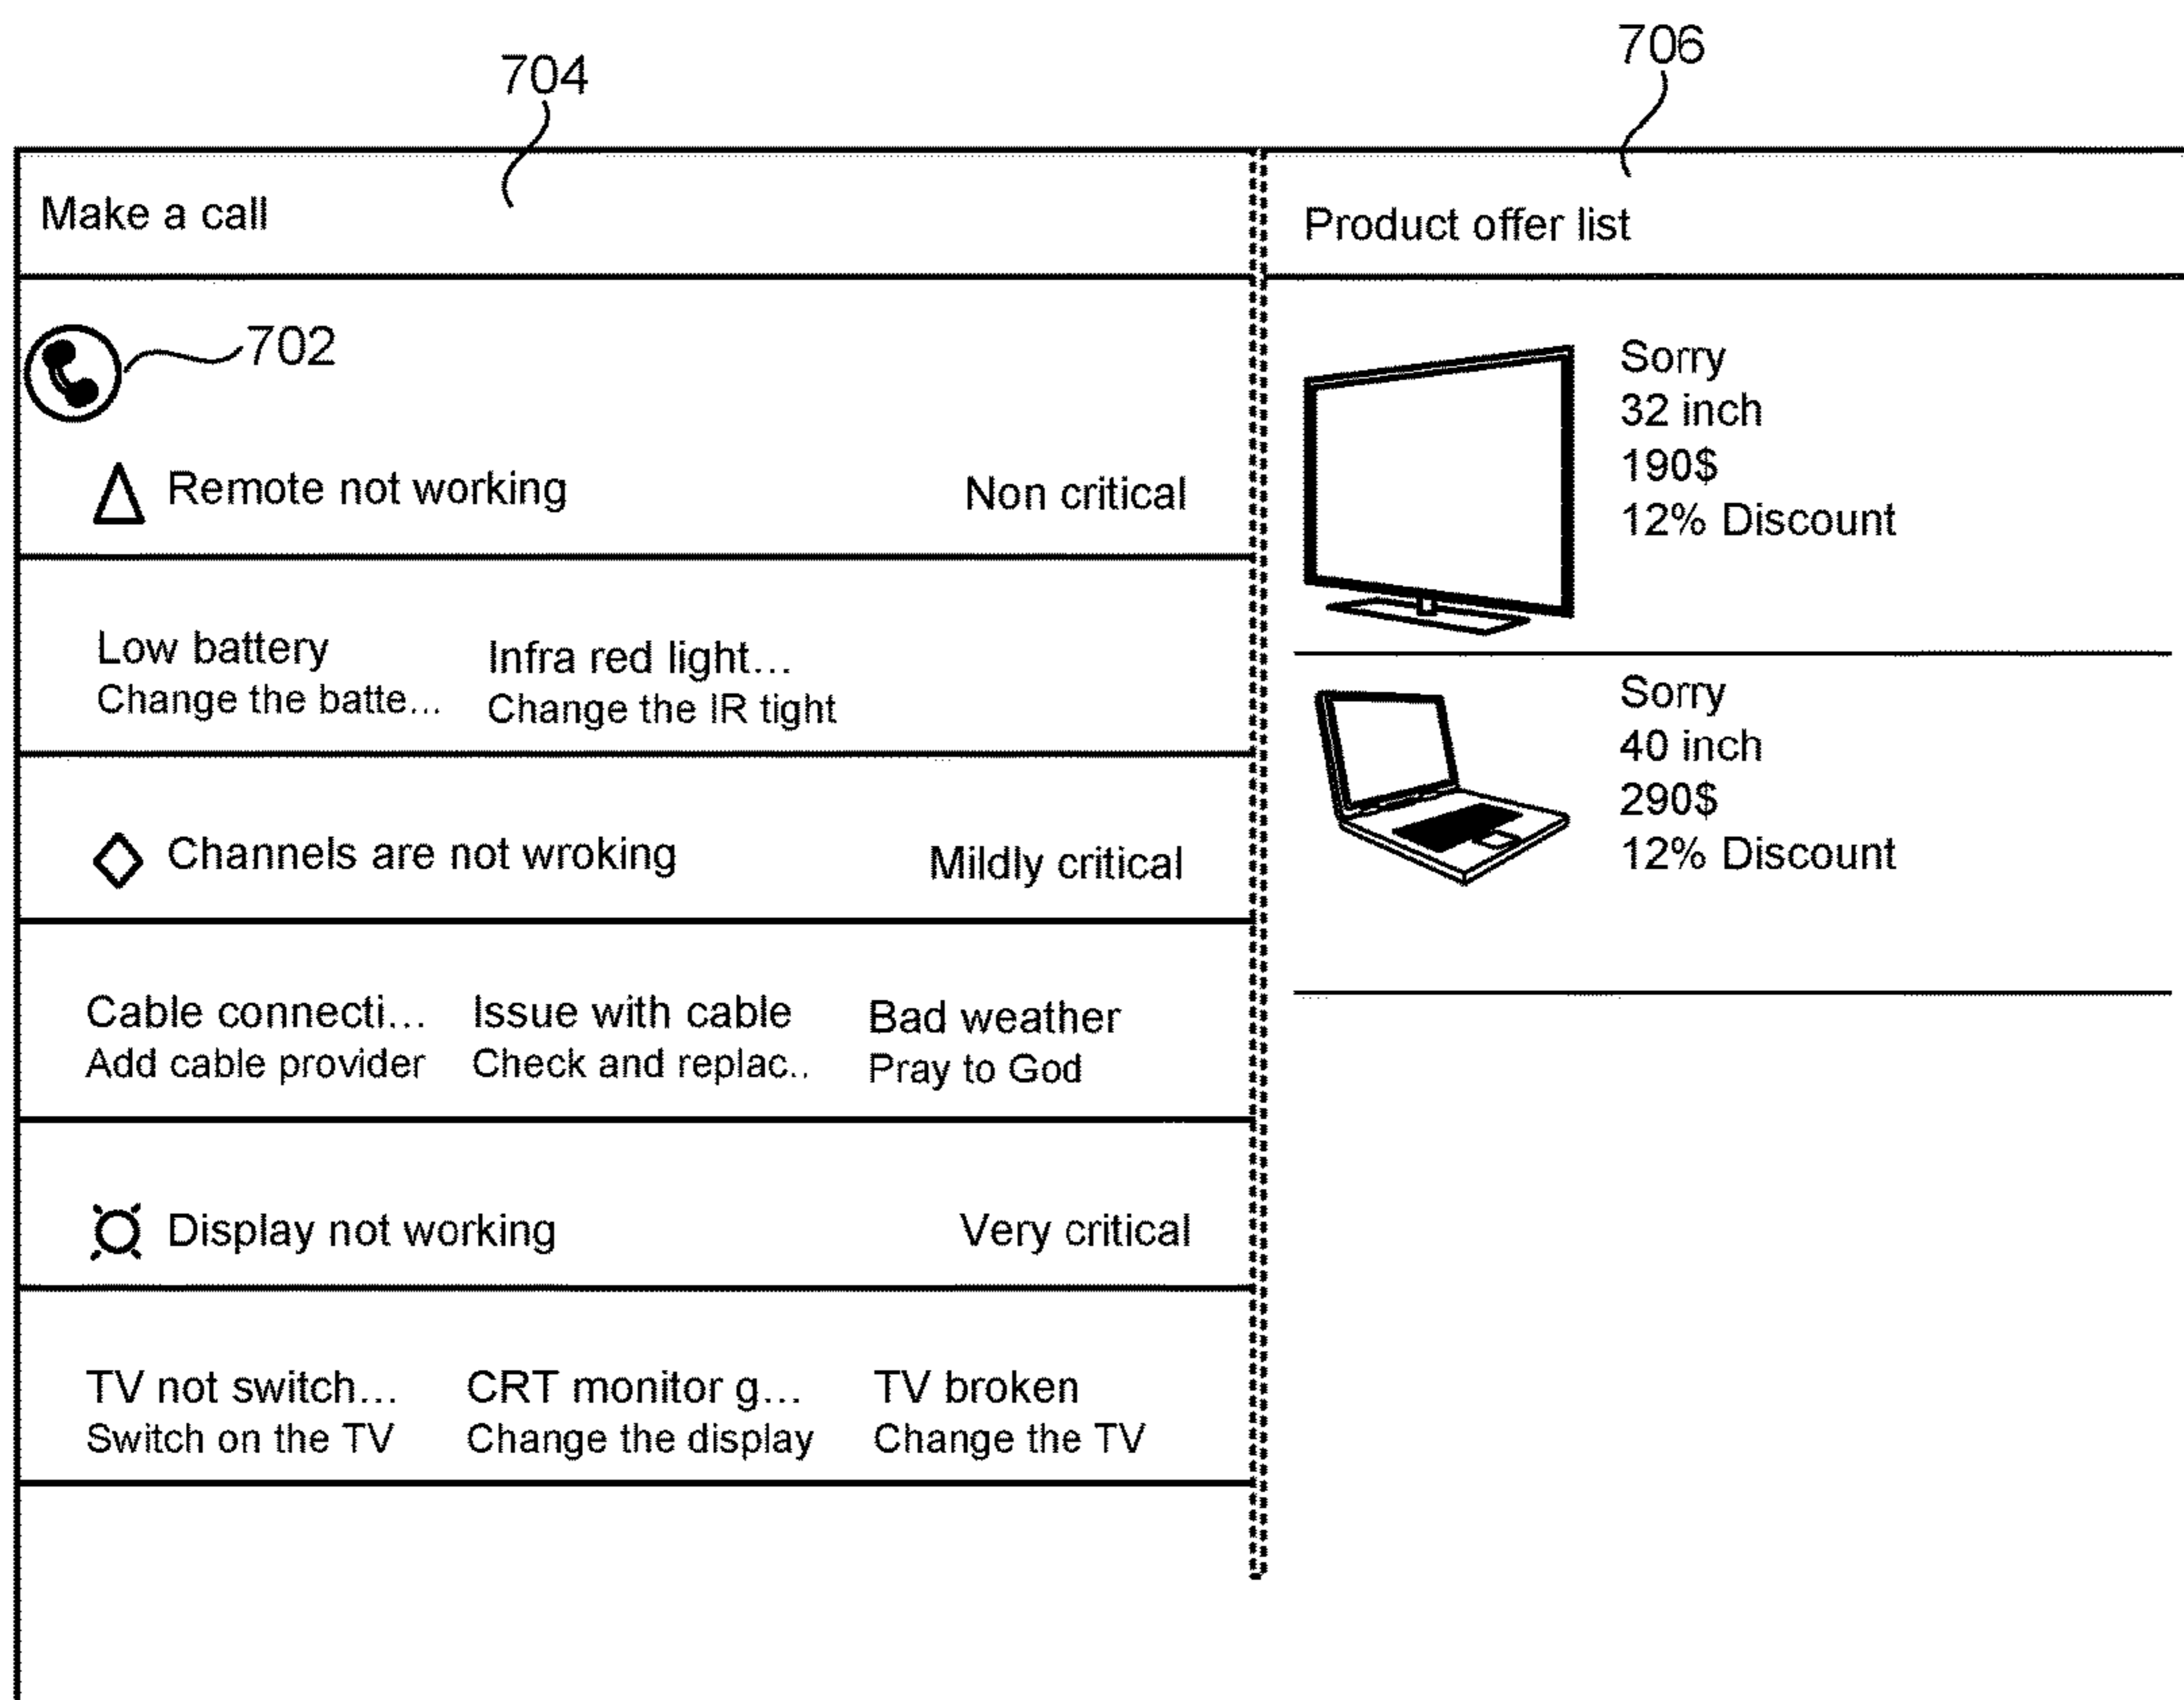 704
706
Make a call
Product offer list
702
Remote not working
Non critical
Low battery
Change the batte...
Infra red light...
Change the IR tight
Channels are not wroking
Mildly critical
Cable connecti...
Add cable provider
Issue with cable
Check and replac..
Bad weather
Pray to God
Display not working
Very critical
TV not switch...
Switch on the TV
CRT monitor g...
Change the display
TV broken
Change the TV
Sorry
32 inch
190$
12% Discount
Sorry
40 inch
290$
12% Discount